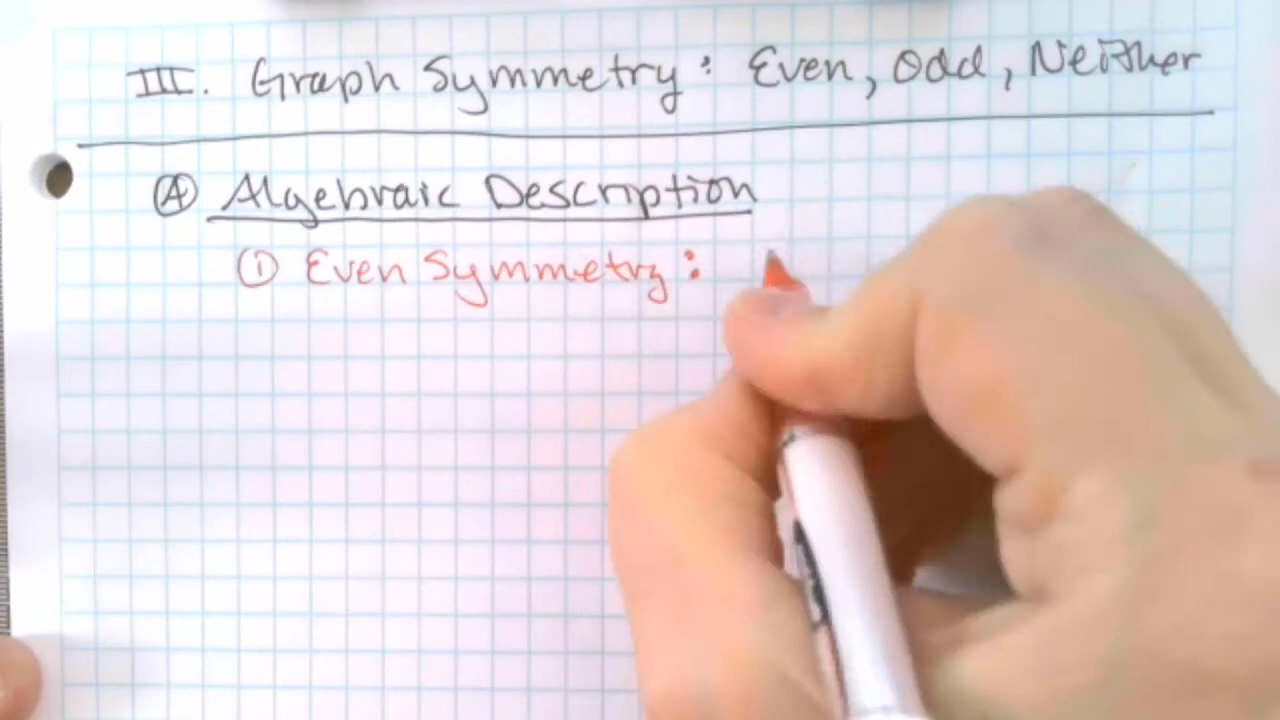 III. Graph Symmetry: Even, Odd, Neither
Ⓐ Algebraic Description
① Even Symmetry: